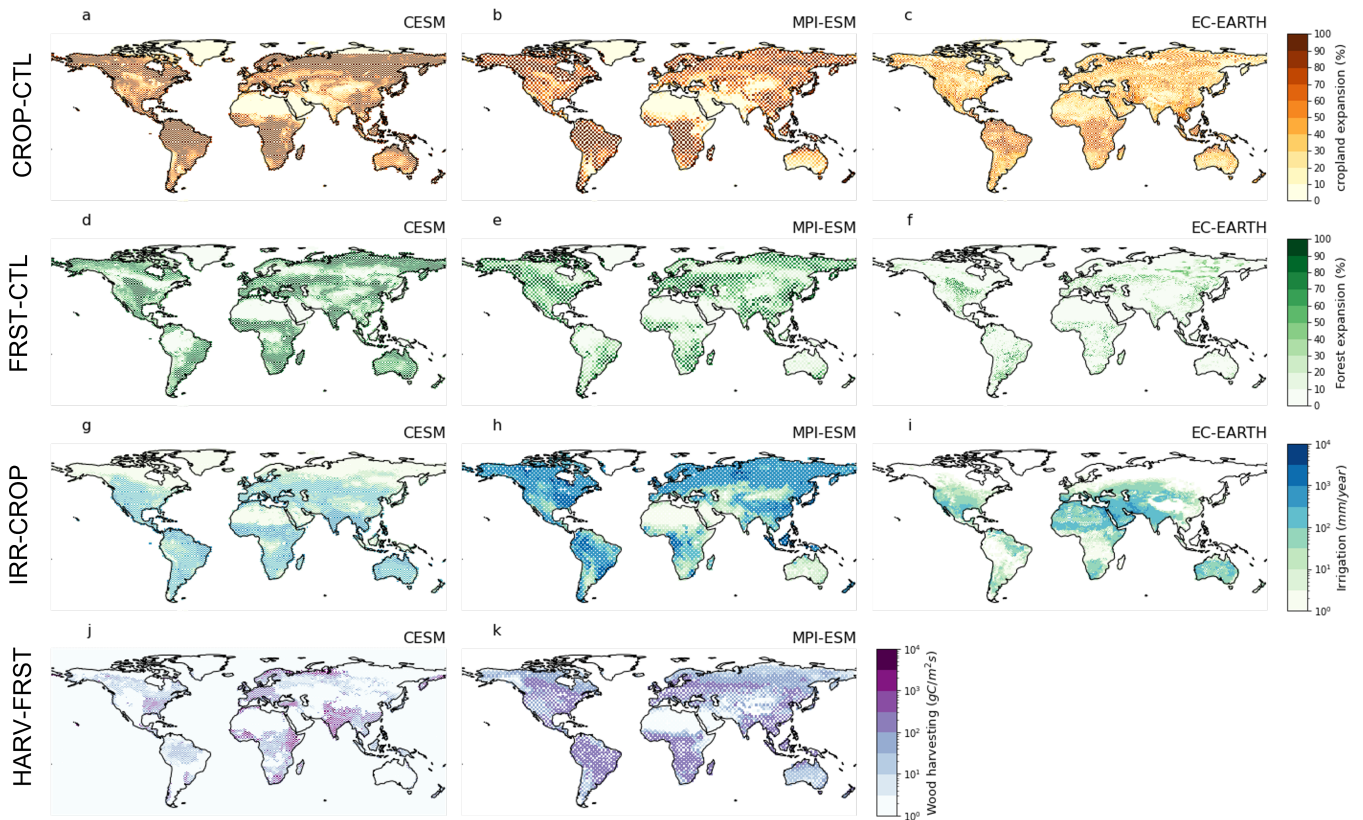 a CESM
b MPI-ESM
c EC-EARTH
CROP-CTL
100
90
80
70
60
50
40
30
20
10
0
cropland expansion (%)
d CESM
e MPI-ESM
f EC-EARTH
FRST-CTL
100
90
80
70
60
50
40
30
20
10
0
Forest expansion (%)
g CESM
h MPI-ESM
i EC-EARTH
IRR-CROP
10⁴
10³
10²
10¹
10⁰
Irrigation (mm/year)
j CESM
k MPI-ESM
HARV-FRST
10⁴
10³
10²
10¹
10⁰
Wood harvesting (gC/m²s)